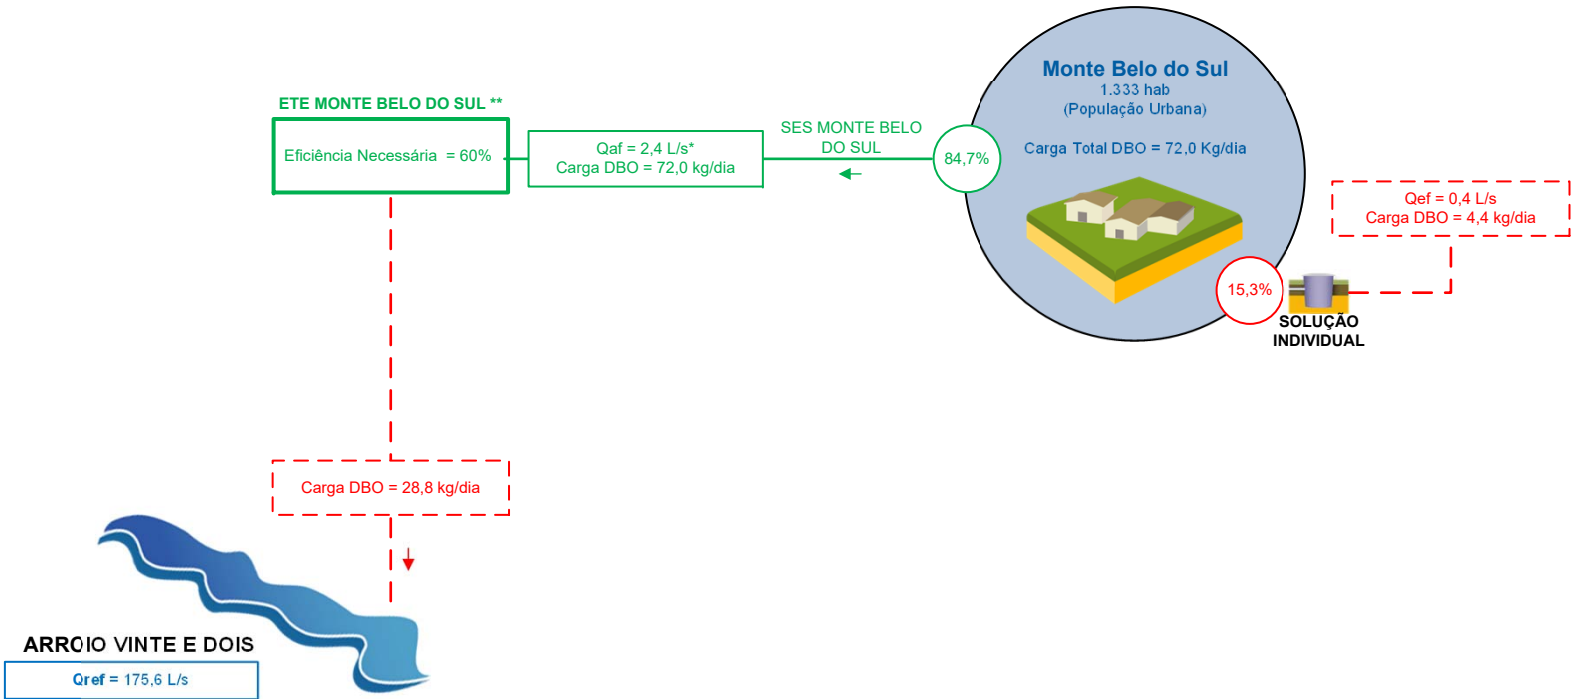 Monte Belo do Sul
1.333 hab
(População Urbana)
Carga Total DBO = 72,0 Kg/dia
ETE MONTE BELO DO SUL **
Eficiência Necessária = 60%
Qaf = 2,4 L/s*
Carga DBO = 72,0 kg/dia
SES MONTE BELO
DO SUL
84,7%
Qef = 0,4 L/s
Carga DBO = 4,4 kg/dia
15,3%
SOLUÇÃO
INDIVIDUAL
Carga DBO = 28,8 kg/dia
ARROIO VINTE E DOIS
Qref = 175,6 L/s